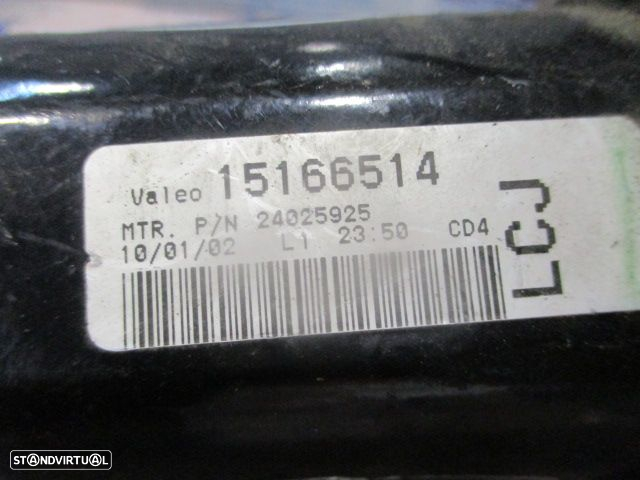 Valeo 15166514
MTR. P/N 24025925
10/01/02 L1 23:50 CD4
LCJ
STANDVIRTUAL